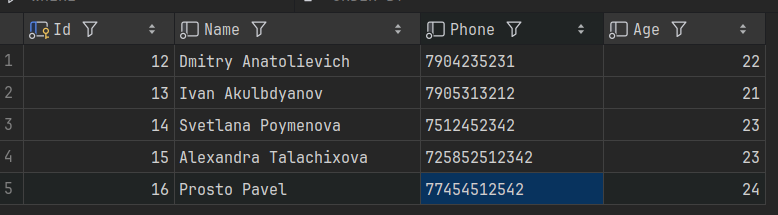 Id Name Phone Age
1 12 Dmitry Anatolievich 7904235231 22
2 13 Ivan Akulbdyanov 7905313212 21
3 14 Svetlana Poymenova 7512452342 23
4 15 Alexandra Talachixova 725852512342 23
5 16 Prosto Pavel 77454512542 24